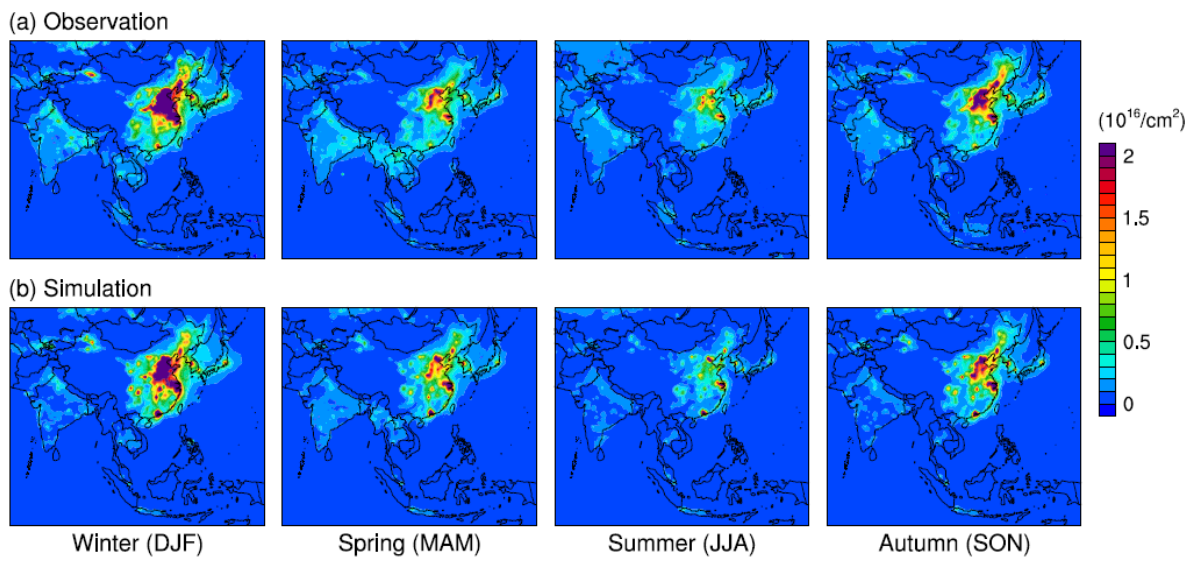 (a) Observation
(10¹⁶/cm²)
2
1.5
1
0.5
0
(b) Simulation
Winter (DJF)
Spring (MAM)
Summer (JJA)
Autumn (SON)